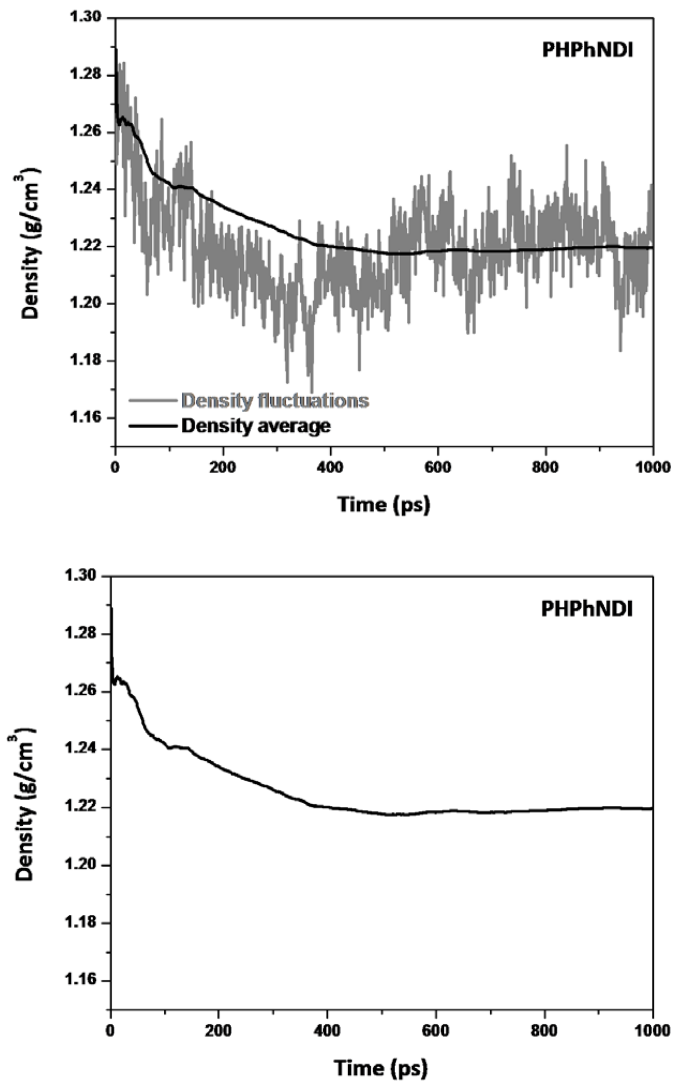 1.30
PHPhNDI
1.28
1.26
1.24
1.22
1.20
1.18
1.16
Density (g/cm³)
Density fluctuations
Density average
0 200 400 600 800 1000
Time (ps)
1.30
PHPhNDI
1.28
1.26
1.24
1.22
1.20
1.18
1.16
Density (g/cm³)
0 200 400 600 800 1000
Time (ps)